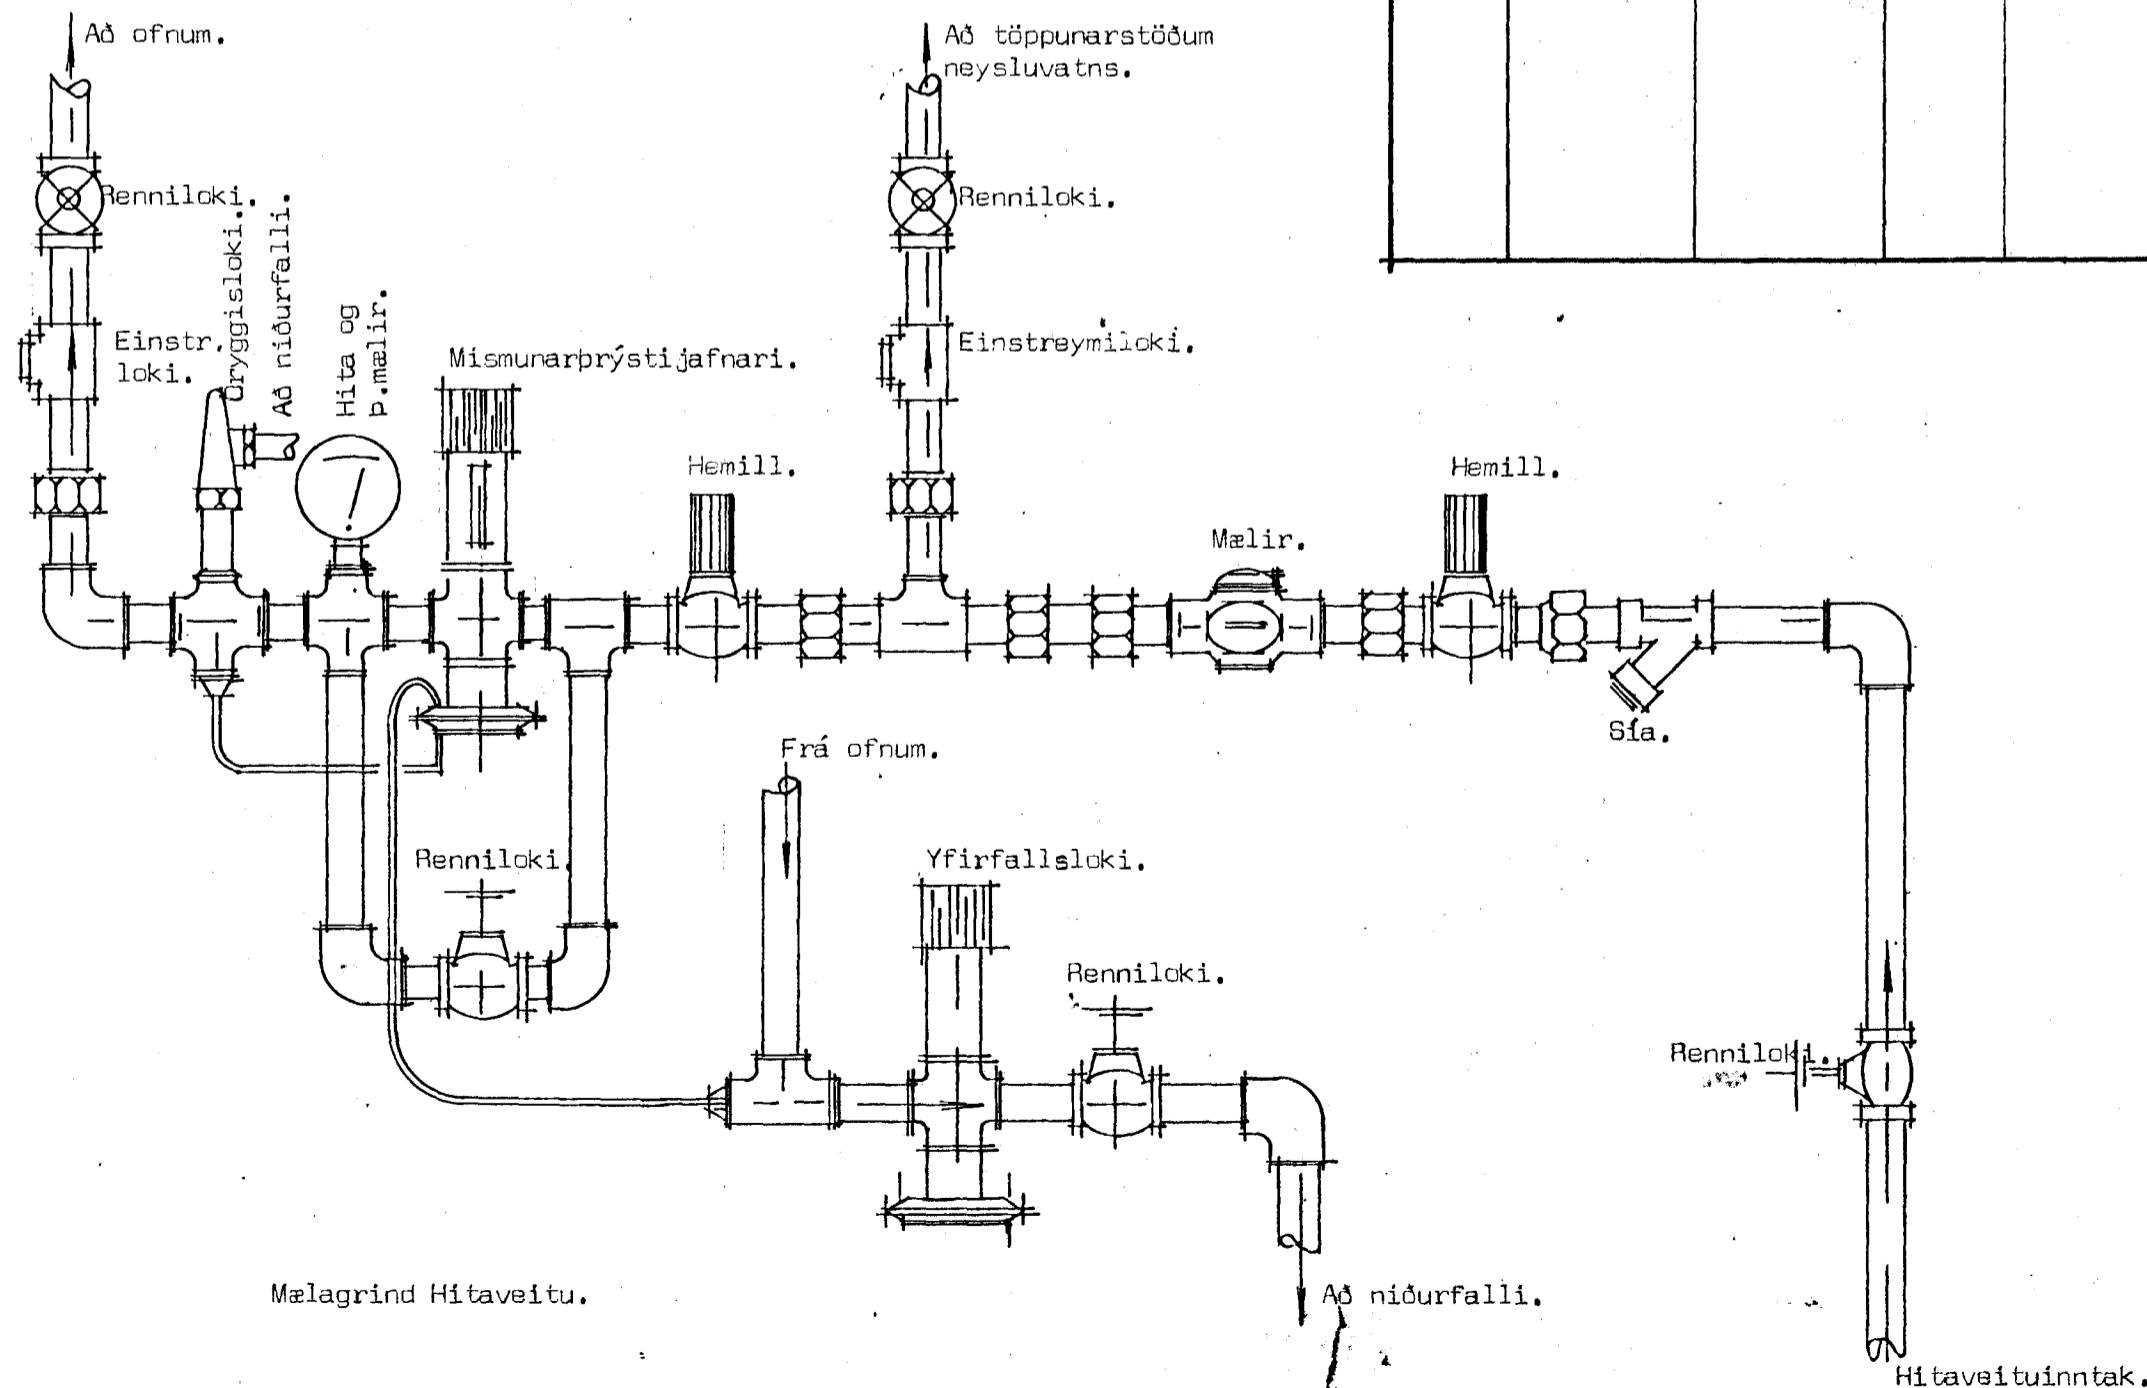 Að ofnum.
Að töppunarstöðum
neysluvatns.
Renniloki.
Renniloki.
Öryggisloki.
Að niðurfalli.
Hita og
þ.mælir.
Einstr.
loki.
Mismunarþrýstijafnari.
Einstreymiloki.
Hemill.
Hemill.
Mælir.
Sía.
Frá ofnum.
Renniloki.
Yfirfallsloki.
Renniloki.
Renniloki.
Mælagrind Hitaveitu.
Að niðurfalli.
Hitaveituinntak.